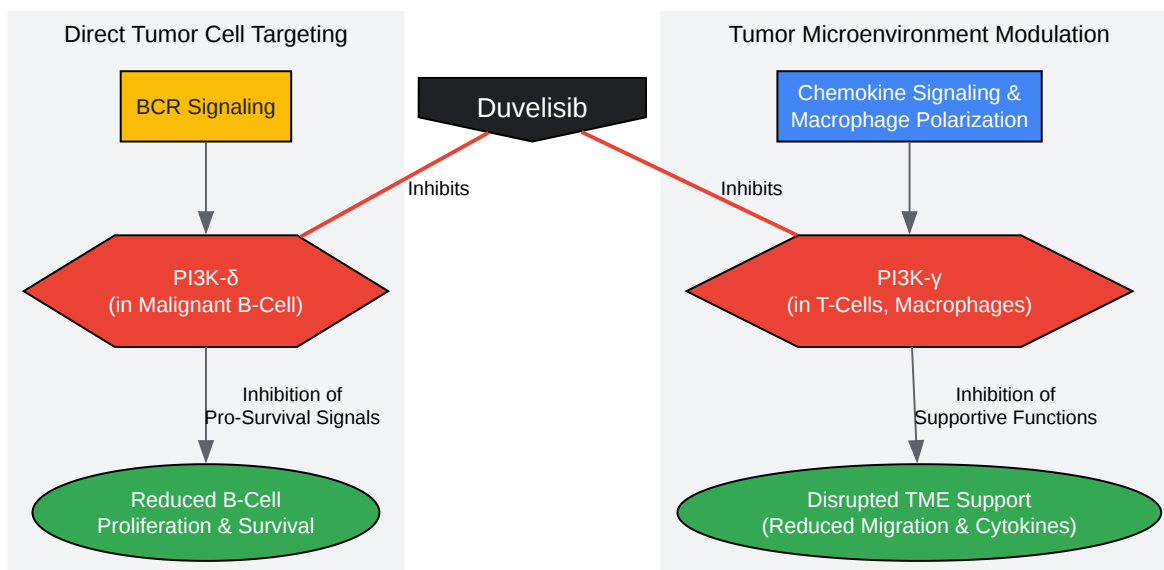 Direct Tumor Cell Targeting
Tumor Microenvironment Modulation
BCR Signaling
Duvelisib
Chemokine Signaling &
Macrophage Polarization
Inhibits
Inhibits
PI3K-δ
(in Malignant B-Cell)
PI3K-γ
(in T-Cells, Macrophages)
Inhibition of
Pro-Survival Signals
Inhibition of
Supportive Functions
Reduced B-Cell
Proliferation & Survival
Disrupted TME Support
(Reduced Migration & Cytokines)